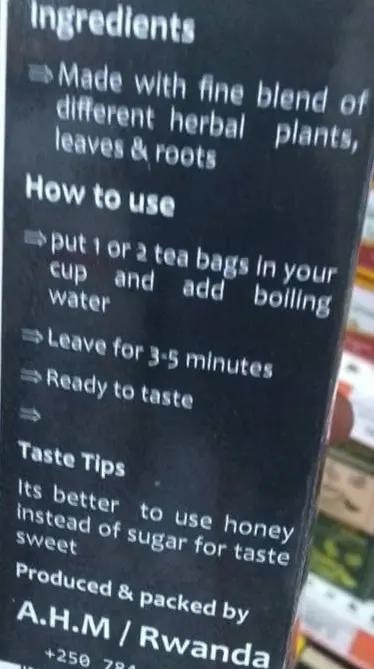 Ingredients
⇒ Made with fine blend of
different herbal plants,
leaves & roots
How to use
⇒ put 1 or 2 tea bags in your
cup and add boiling
water
⇒ Leave for 3-5 minutes
⇒ Ready to taste
⇒
Taste Tips
Its better to use honey
instead of sugar for taste
sweet
Produced & packed by
A.H.M / Rwanda
+250 784